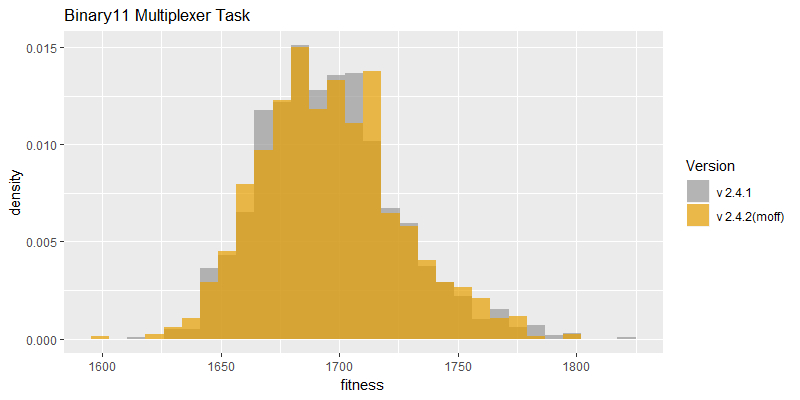 Binary11 Multiplexer Task
0.015
0.010
0.005
0.000
density
1600 1650 1700 1750 1800
fitness
Version
v 2.4.1
v 2.4.2(moff)